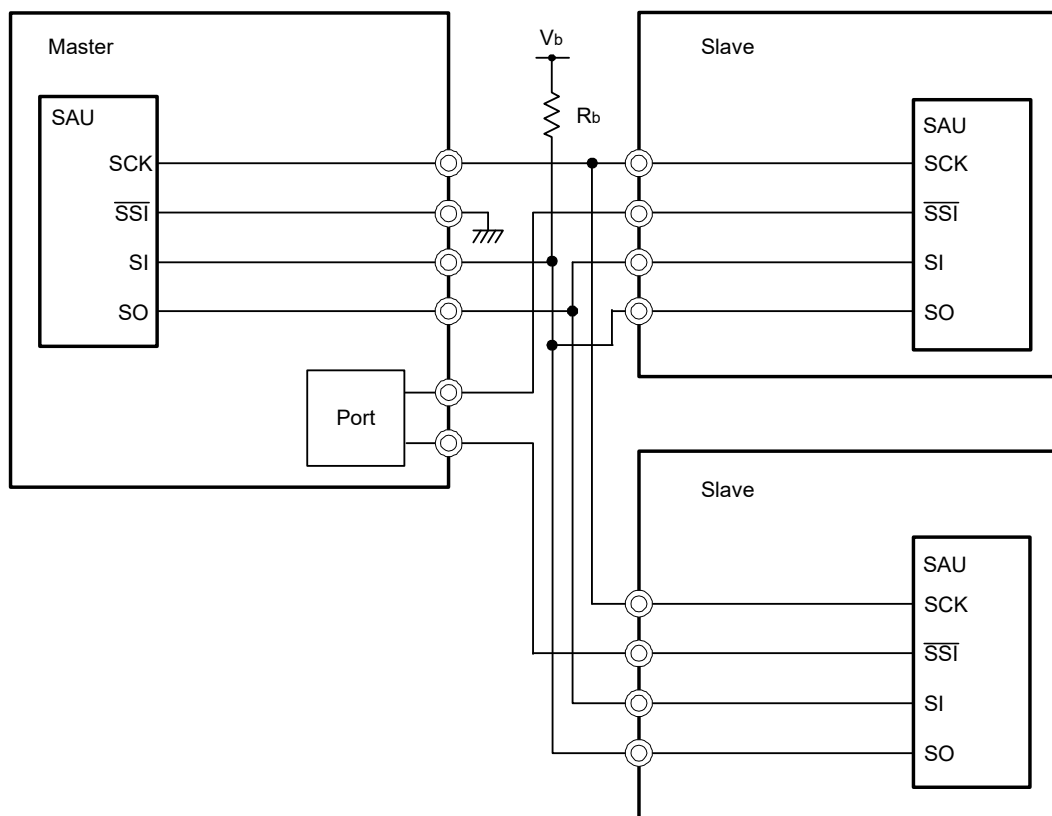 Master
SAU
SCK
SSI
SI
SO
Port
Vb
Rb
Slave
SAU
SCK
SSI
SI
SO
Slave
SAU
SCK
SSI
SI
SO